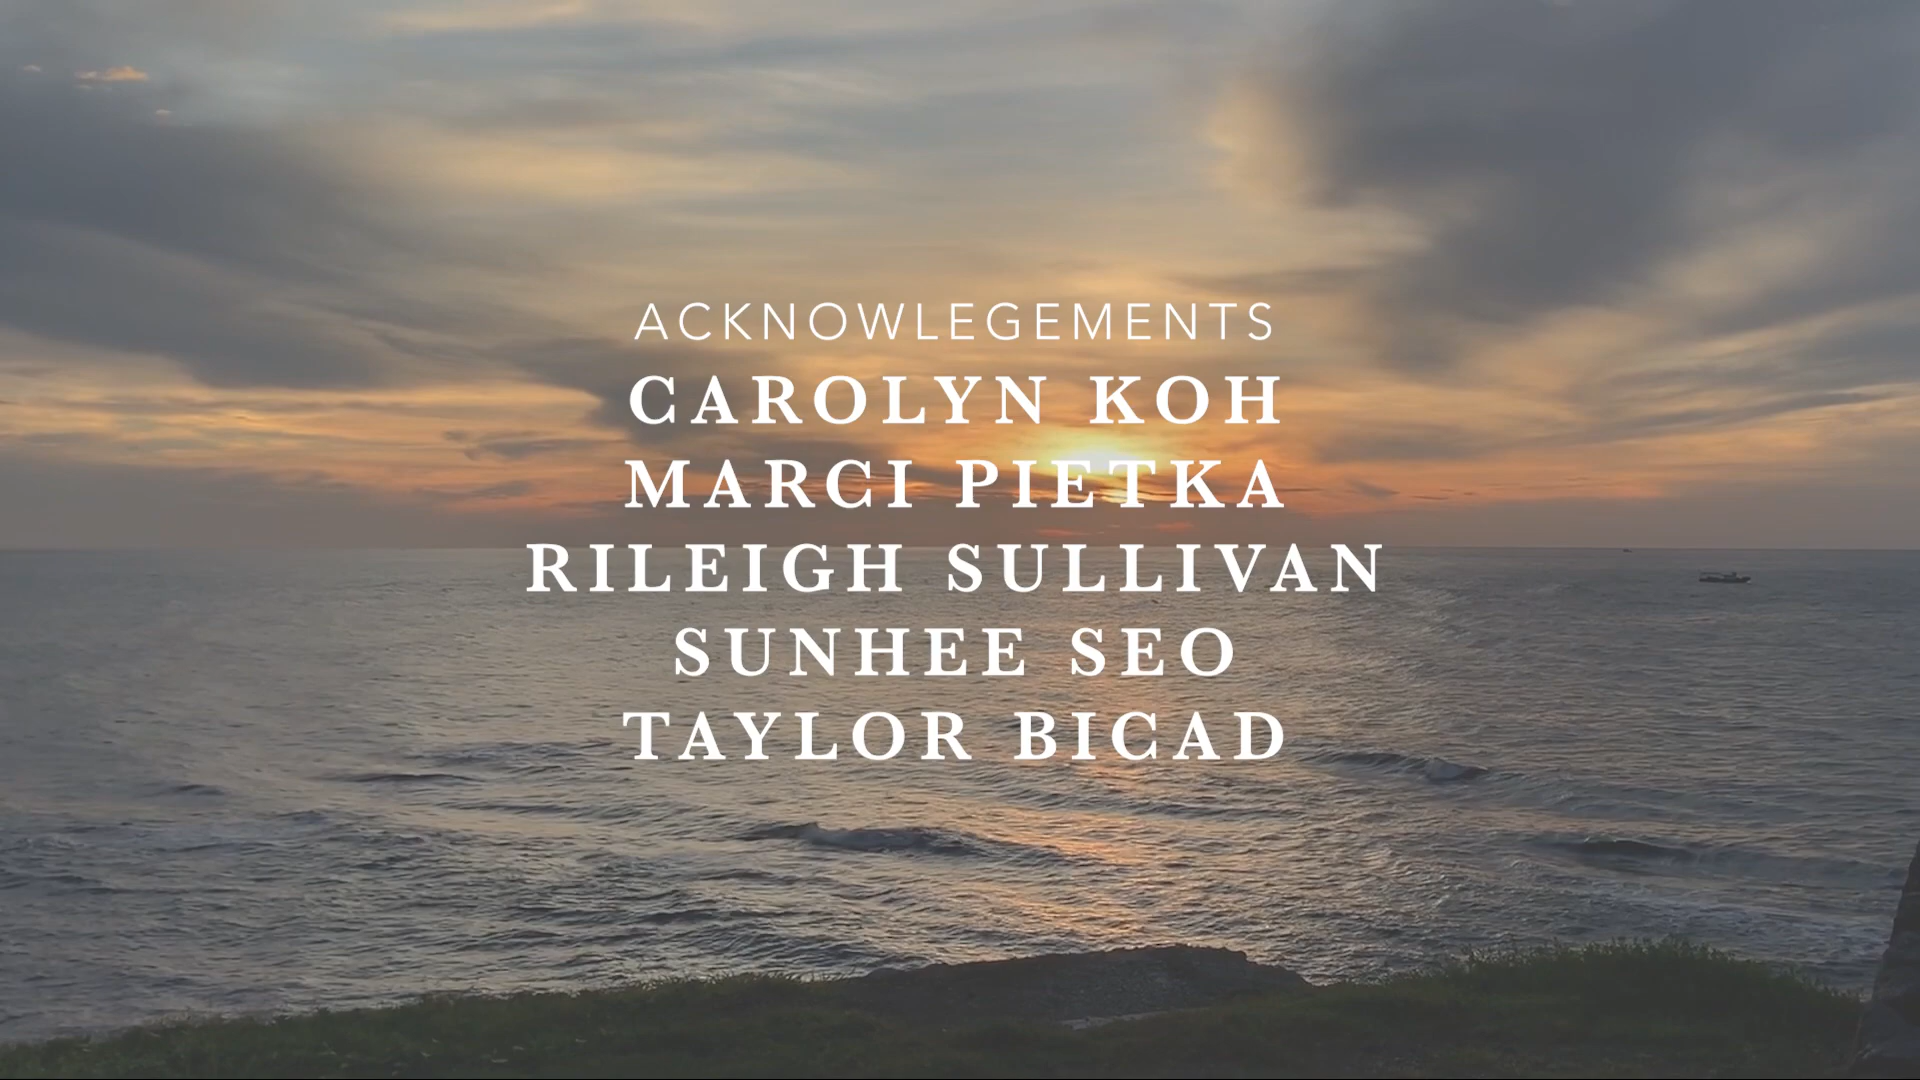 ACKNOWLEGEMENTS
CAROLYN KOH
MARCI PIETKA
RILEIGH SULLIVAN
SUNHEE SEO
TAYLOR BICAD